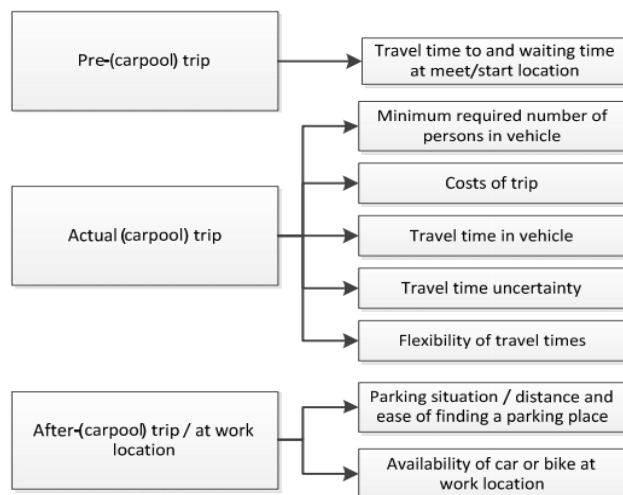 Pre-(carpool) trip
Travel time to and waiting time
at meet/start location
Minimum required number of
persons in vehicle
Costs of trip
Actual (carpool) trip
Travel time in vehicle
Travel time uncertainty
Flexibility of travel times
After-(carpool) trip / at work
location
Parking situation / distance and
ease of finding a parking place
Availability of car or bike at
work location